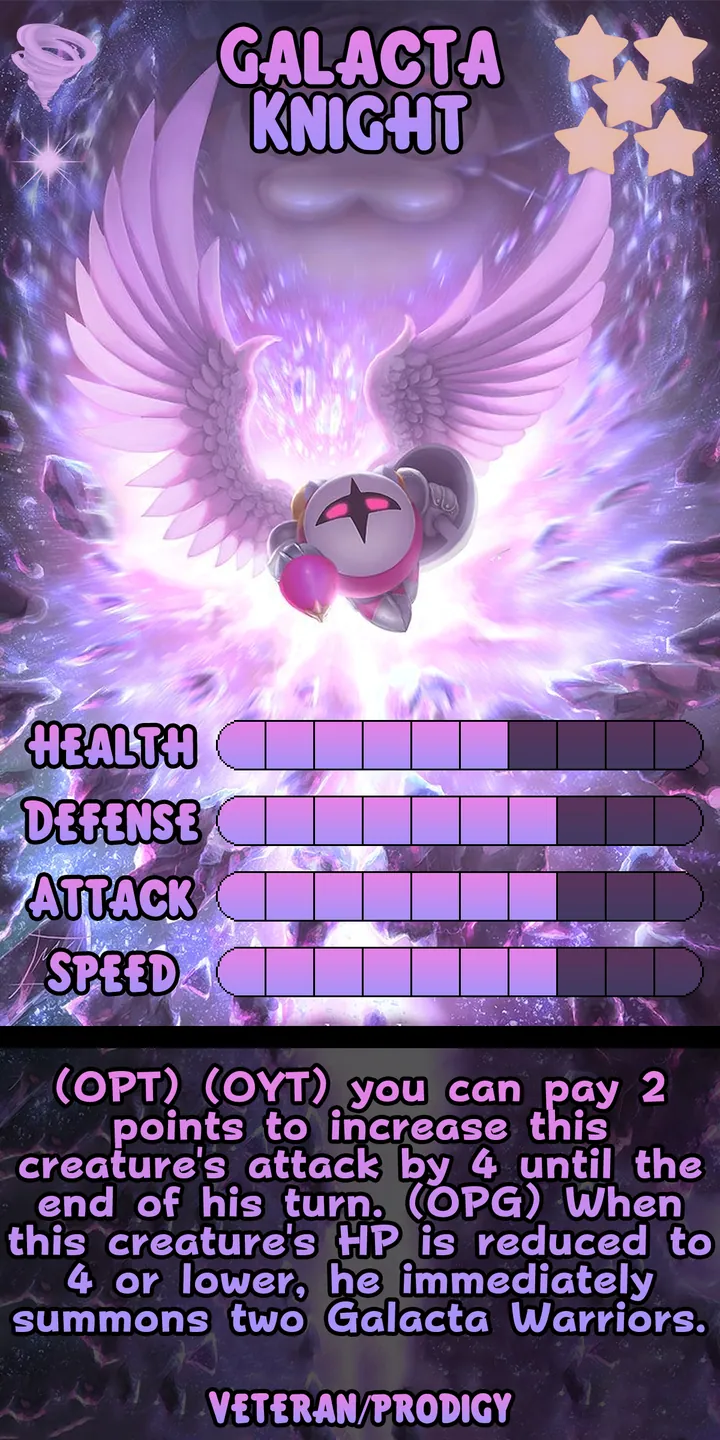 GALACTA
KNIGHT
HEALTH
DEFENSE
ATTACK
SPEED
(OPT) (OYT) you can pay 2
points to increase this
creature's attack by 4 until the
end of his turn. (OPG) When
this creature's HP is reduced to
4 or lower, he immediately
summons two Galacta Warriors.
VETERAN/PRODIGY